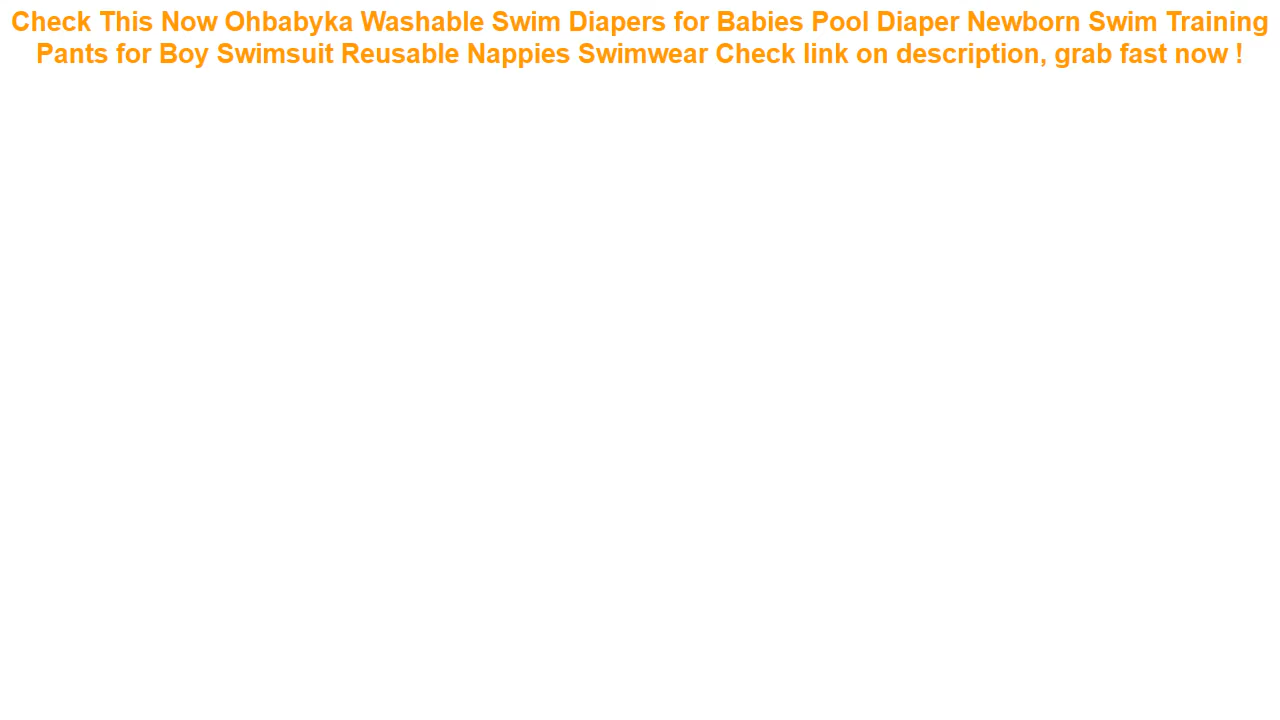 Check This Now Ohbabyka Washable Swim Diapers for Babies Pool Diaper Newborn Swim Training
Pants for Boy Swimsuit Reusable Nappies Swimwear Check link on description, grab fast now !